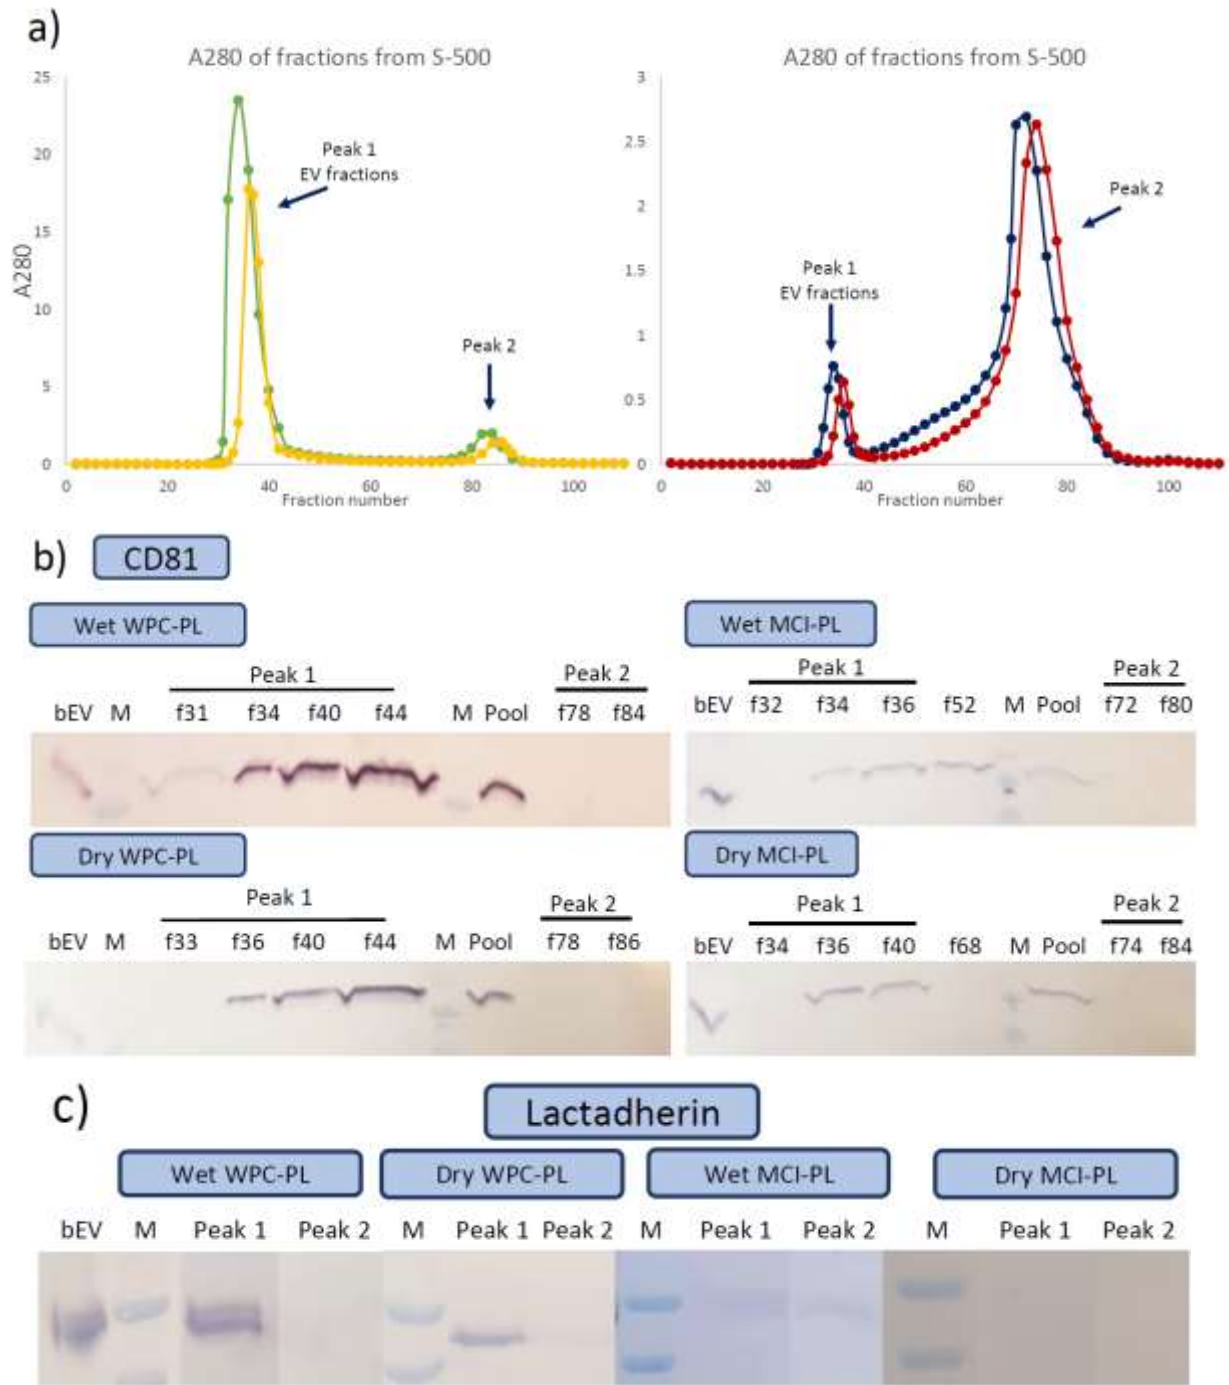 a)
A280 of fractions from S-500
25
20
15
10
5
0
A280
Peak 1
EV fractions
Peak 2
0 20 40 60 80 100
Fraction number
A280 of fractions from S-500
3
2.5
2
1.5
1
0.5
0
Peak 1
EV fractions
Peak 2
0 20 40 60 80 100
Fraction number
b) CD81
Wet WPC-PL
Peak 1 Peak 2
bEV M f31 f34 f40 f44 M Pool f78 f84
Wet MCI-PL
Peak 1 Peak 2
bEV f32 f34 f36 f52 M Pool f72 f80
Dry WPC-PL
Peak 1 Peak 2
bEV M f33 f36 f40 f44 M Pool f78 f86
Dry MCI-PL
Peak 1 Peak 2
bEV f34 f36 f40 f68 M Pool f74 f84
c) Lactadherin
Wet WPC-PL Dry WPC-PL Wet MCI-PL Dry MCI-PL
bEV M Peak 1 Peak 2 M Peak 1 Peak 2 M Peak 1 Peak 2 M Peak 1 Peak 2